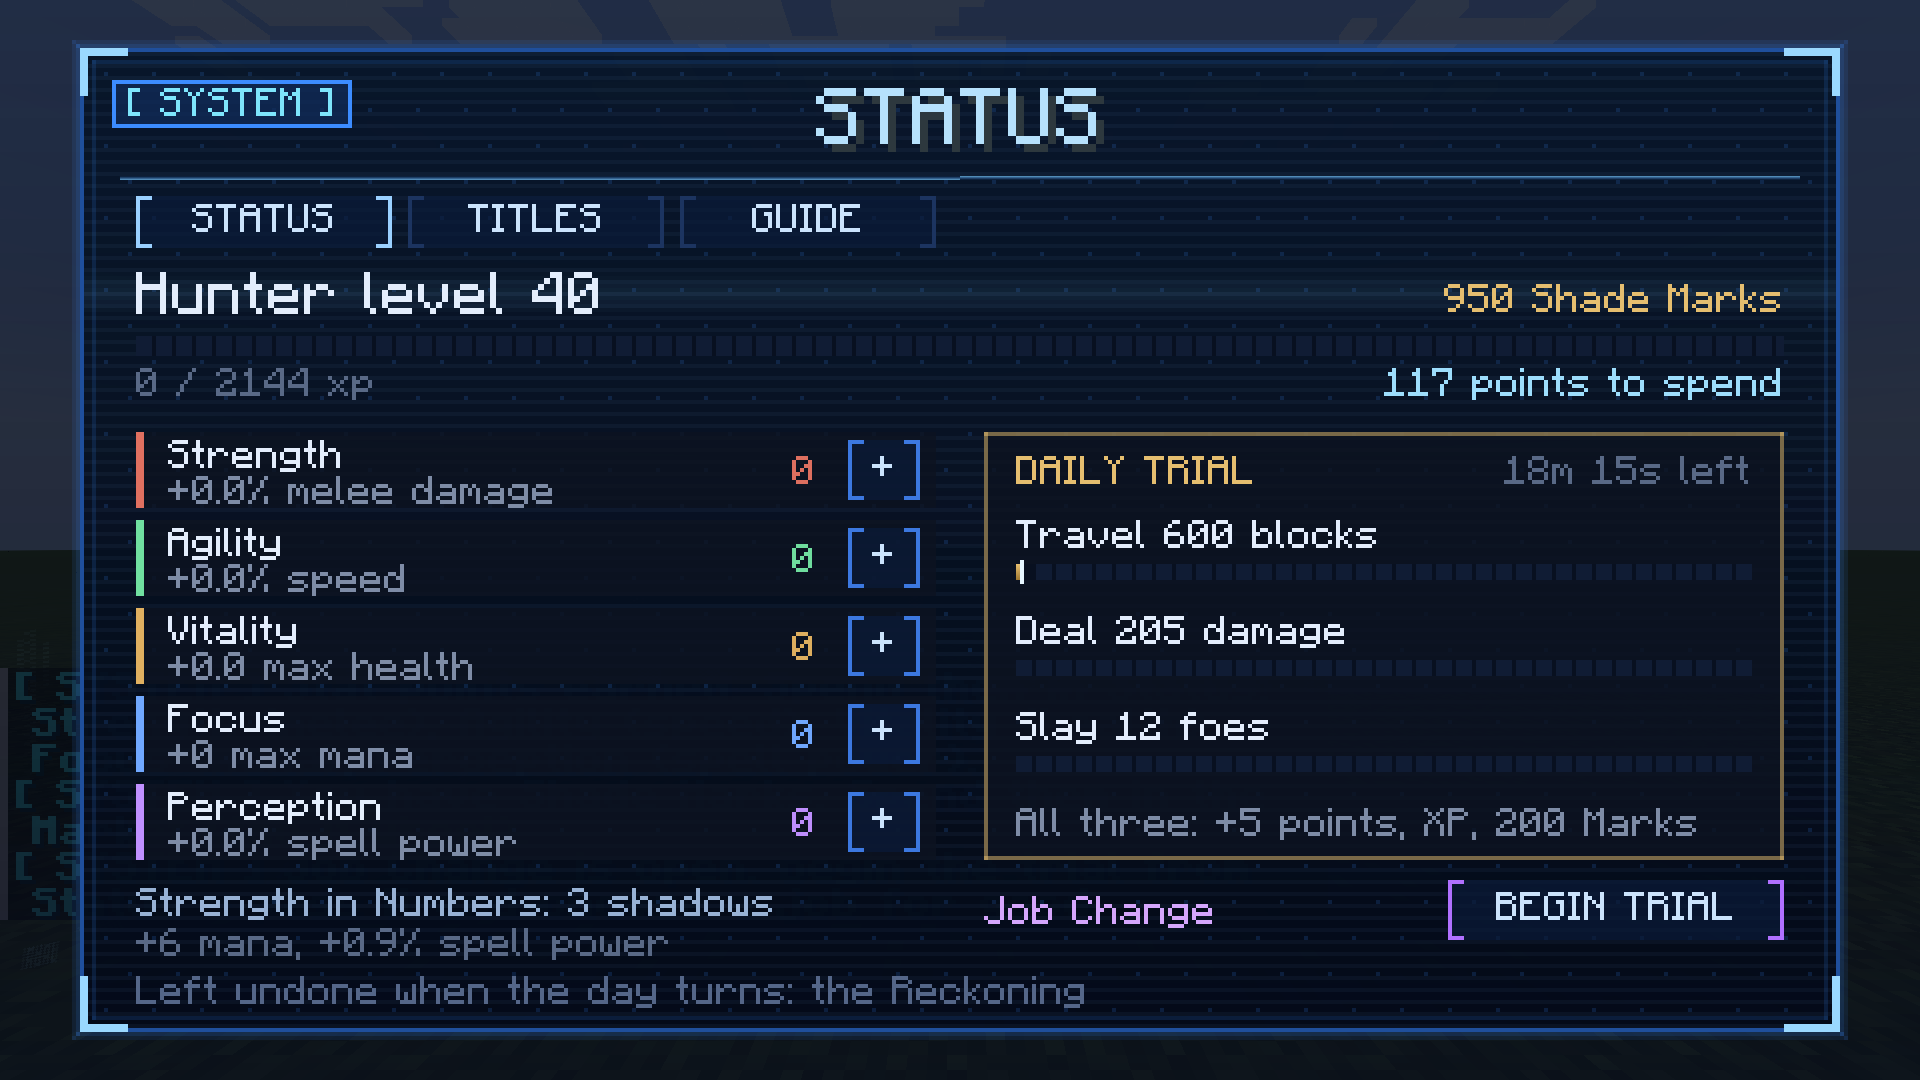 [ SYSTEM ]
STATUS
[ STATUS ] [ TITLES ] [ GUIDE ]
Hunter level 40
950 Shade Marks
0 / 2144 xp
117 points to spend
Strength
+0.0% melee damage
0 [ + ]
Agility
+0.0% speed
0 [ + ]
Vitality
+0.0 max health
0 [ + ]
Focus
+0 max mana
0 [ + ]
Perception
+0.0% spell power
0 [ + ]
DAILY TRIAL
18m 15s left
Travel 600 blocks
Deal 205 damage
Slay 12 foes
All three: +5 points, XP, 200 Marks
Strength in Numbers: 3 shadows
+6 mana, +0.9% spell power
Job Change
[ BEGIN TRIAL ]
Left undone when the day turns: the Reckoning
[ S
St
Fo
[ S
Ma
[ S
St